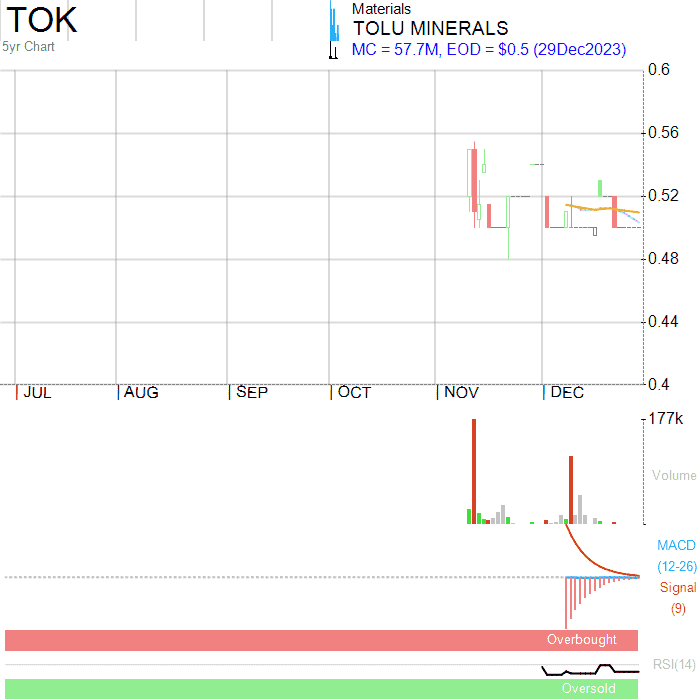 TOK
5yr Chart
Materials
TOLU MINERALS
MC = 57.7M, EOD = $0.5 (29Dec2023)
0.6
0.56
0.52
0.48
0.44
0.4
JUL AUG SEP OCT NOV DEC
177k
Volume
MACD
(12-26)
Signal
(9)
Overbought
RSI(14)
Oversold